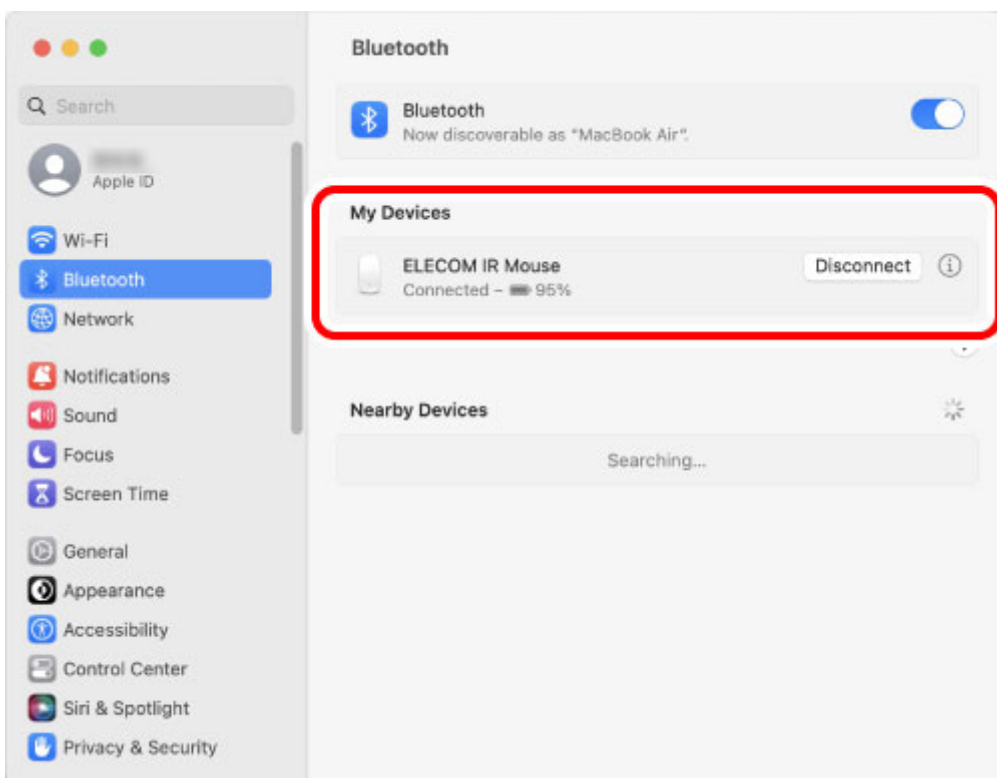 Search
Apple ID
Wi-Fi
Bluetooth
Network
Notifications
Sound
Focus
Screen Time
General
Appearance
Accessibility
Control Center
Siri & Spotlight
Privacy & Security
Bluetooth
Bluetooth
Now discoverable as “MacBook Air”.
My Devices
ELECOM IR Mouse
Disconnect
Connected – 95%
Nearby Devices
Searching...